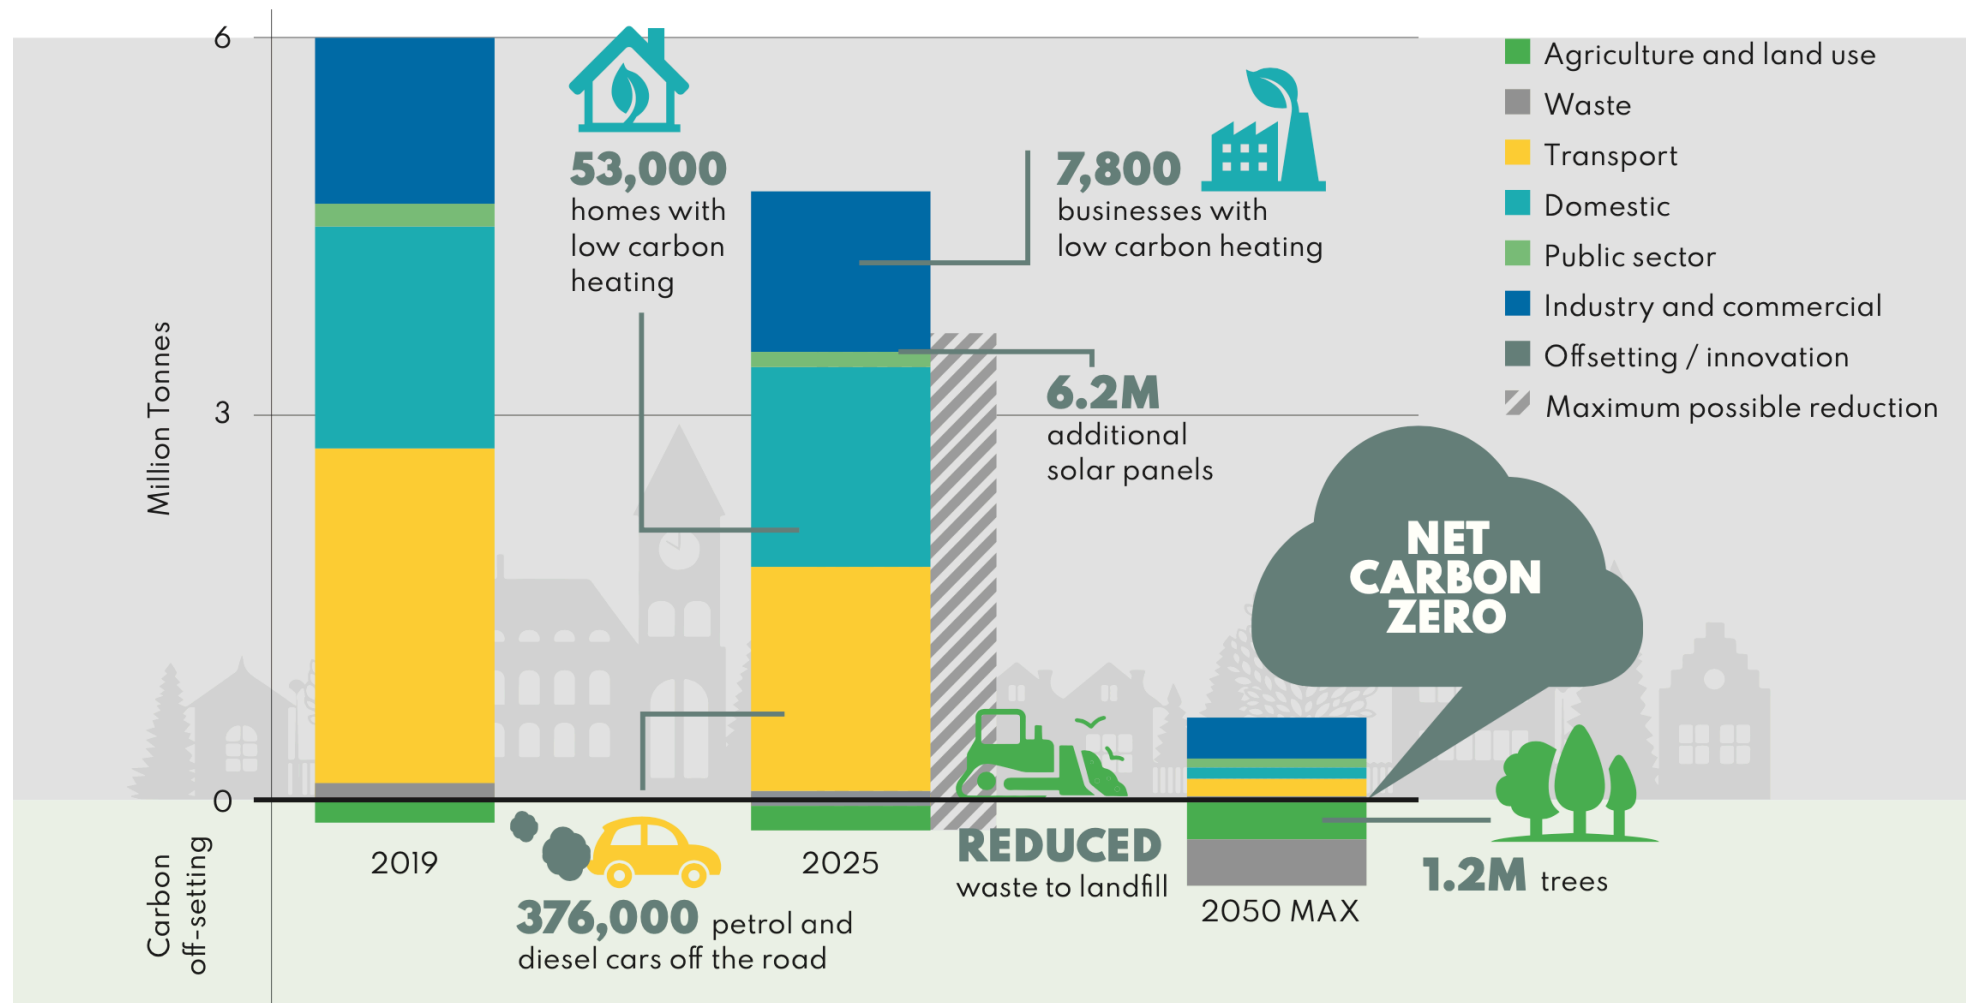 6
3
0
Million Tonnes
Carbon
off-setting
53,000
homes with
low carbon
heating
7,800
businesses with
low carbon heating
6.2M
additional
solar panels
Agriculture and land use
Waste
Transport
Domestic
Public sector
Industry and commercial
Offsetting / innovation
Maximum possible reduction
NET
CARBON
ZERO
2019
2025
2050 MAX
376,000 petrol and
diesel cars off the road
REDUCED
waste to landfill
1.2M trees